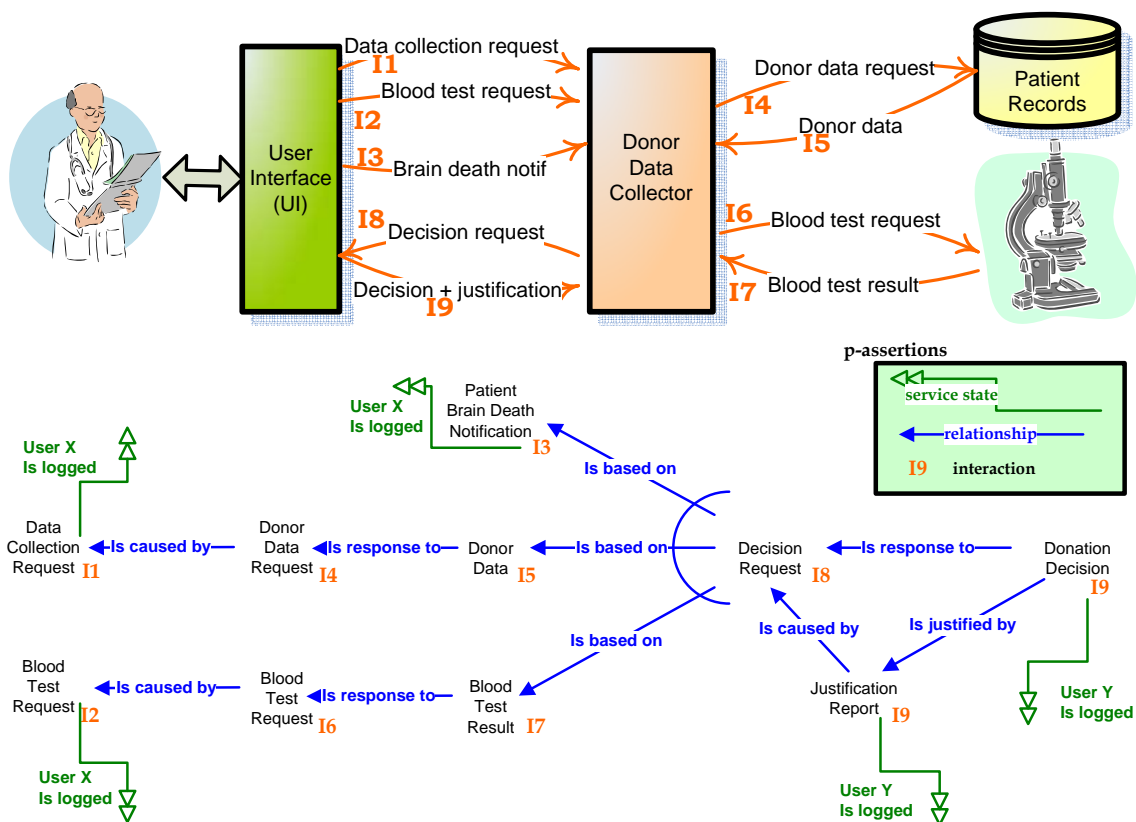 Data collection request
I1
Blood test request
I2
I3
Brain death notif
I8
Decision request
Decision + justification
I9
User
Interface
(UI)
Donor
Data
Collector
Donor data request
I4
Donor data
I5
I6
Blood test request
I7
Blood test result
Patient
Records
p-assertions
service state
relationship
I9 interaction
User X
Is logged
Patient
Brain Death
Notification
I3
User X
Is logged
Is based on
Data
Collection
Request
I1
Is caused by
Donor
Data
Request
I4
Is response to
Donor
Data
I5
Is based on
Decision
Request
I8
Is response to
Donation
Decision
I9
Is based on
Is caused by
Is justified by
Blood
Test
Request
I2
Is caused by
Blood
Test
Request
I6
Is response to
Blood
Test
Result
I7
Justification
Report
I9
User Y
Is logged
User X
Is logged
User Y
Is logged